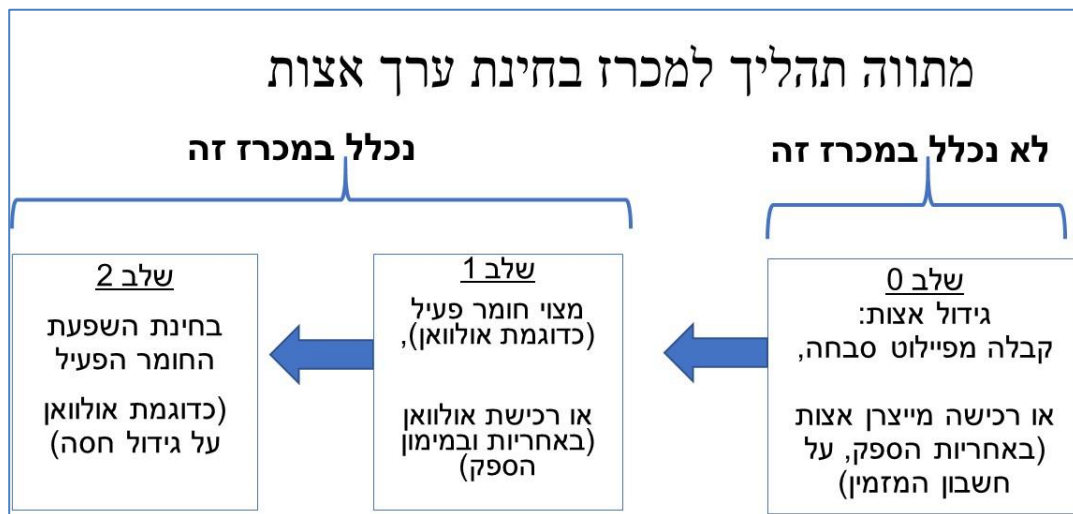 מתווה תהליך למכרז בחינת ערך אצות
לא נכלל במכרז זה
נכלל במכרז זה
שלב 0
גידול אצות:
קבלה מפיילוט סבחה,
או רכישה מייצרן אצות
(באחריות הספק, על
חשבון המזמין)
שלב 1
מצוי חומר פעיל
(כדוגמת אולוואן),
או רכישת אולוואן
(באחריות ובמימון
הספק)
שלב 2
בחינת השפעת
החומר הפעיל
(כדוגמת אולוואן
על גידול חסה)